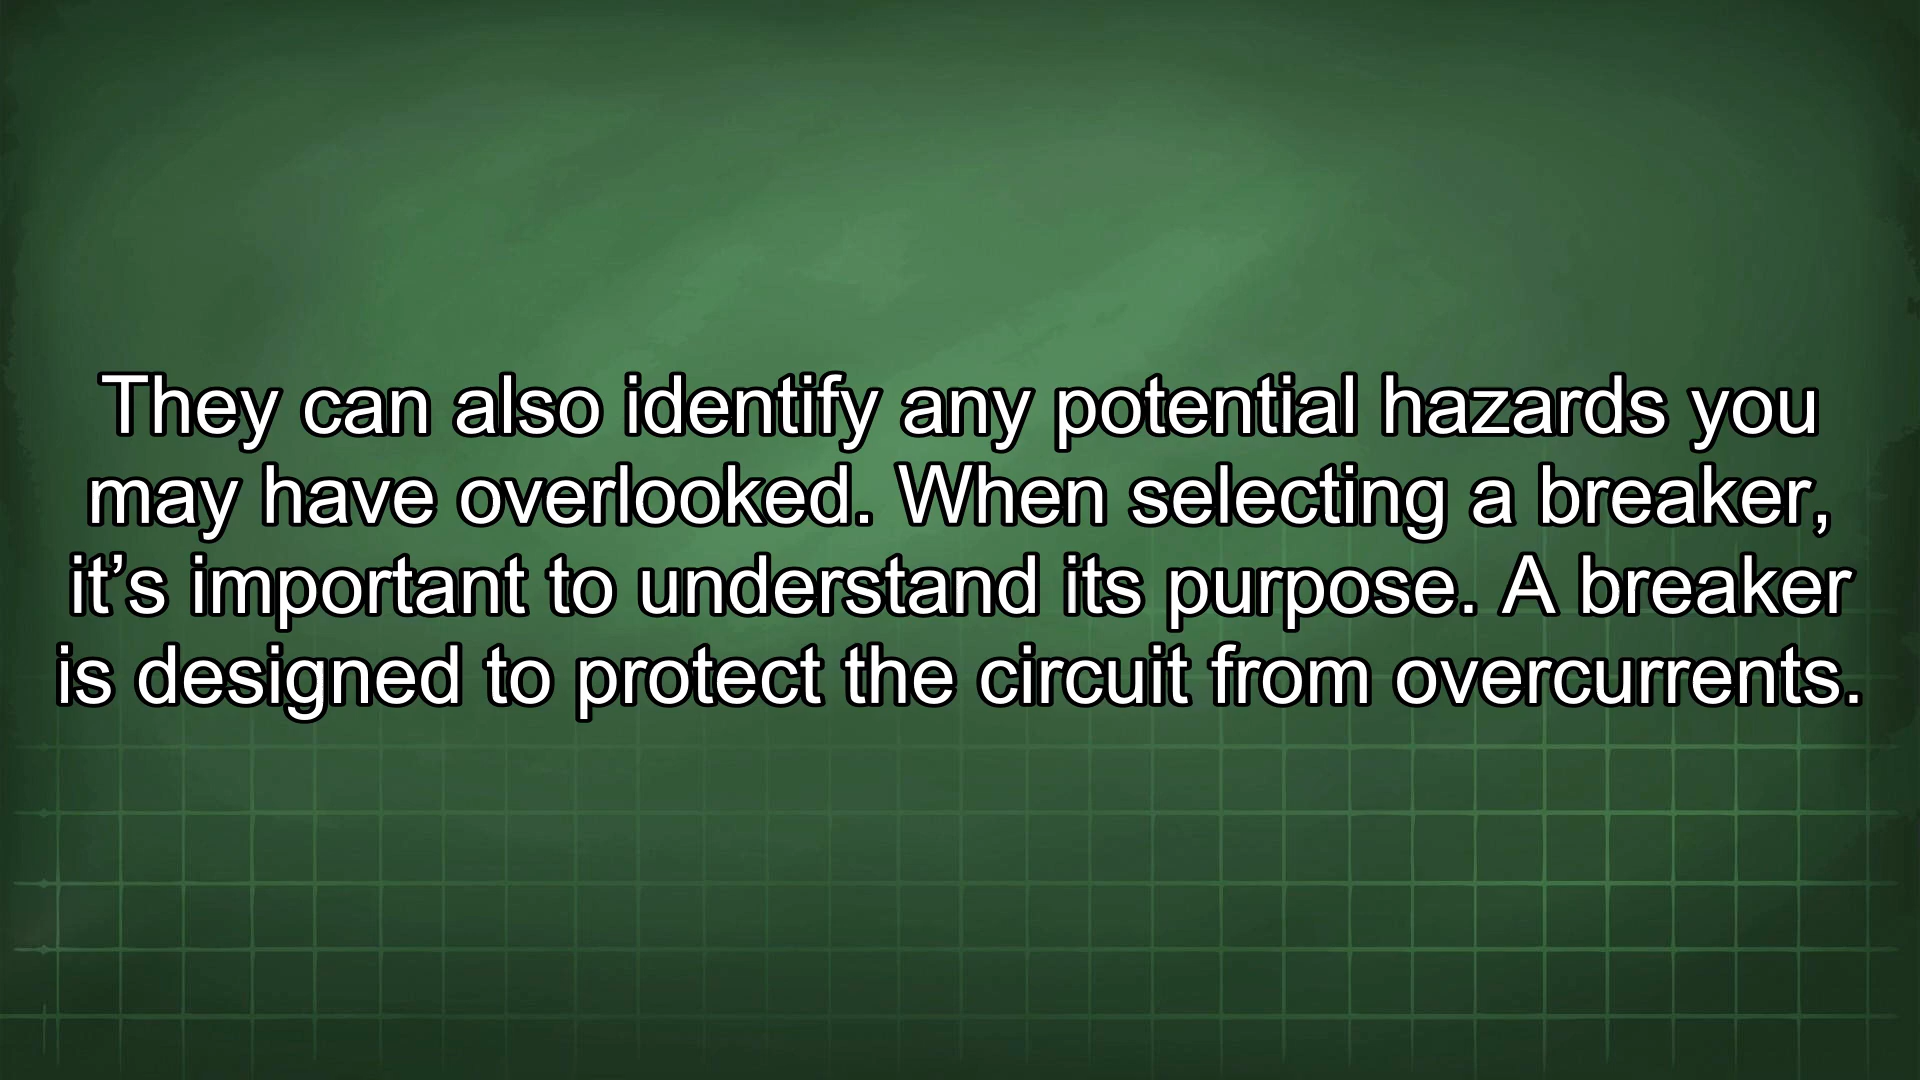 They can also identify any potential hazards you
may have overlooked. When selecting a breaker,
it’s important to understand its purpose. A breaker
is designed to protect the circuit from overcurrents.